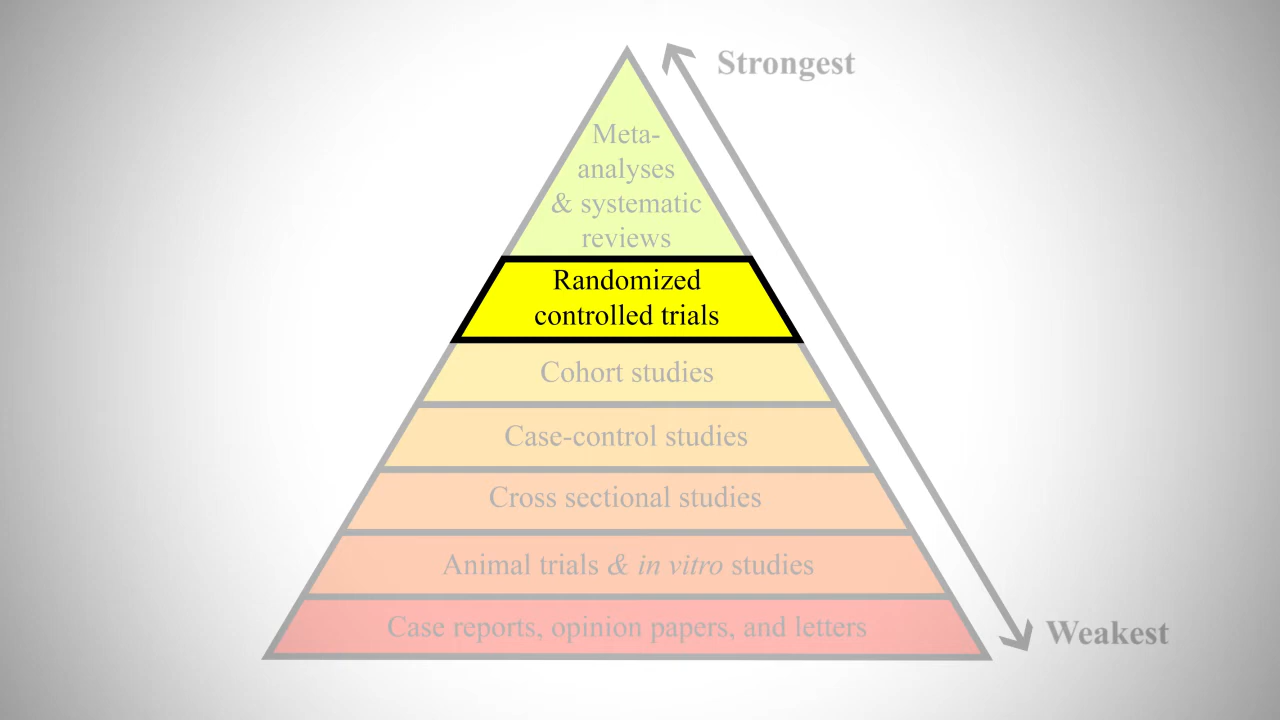 Strongest
Meta-
analyses
& systematic
reviews
Randomized
controlled trials
Cohort studies
Case-control studies
Cross sectional studies
Animal trials & in vitro studies
Case reports, opinion papers, and letters
Weakest